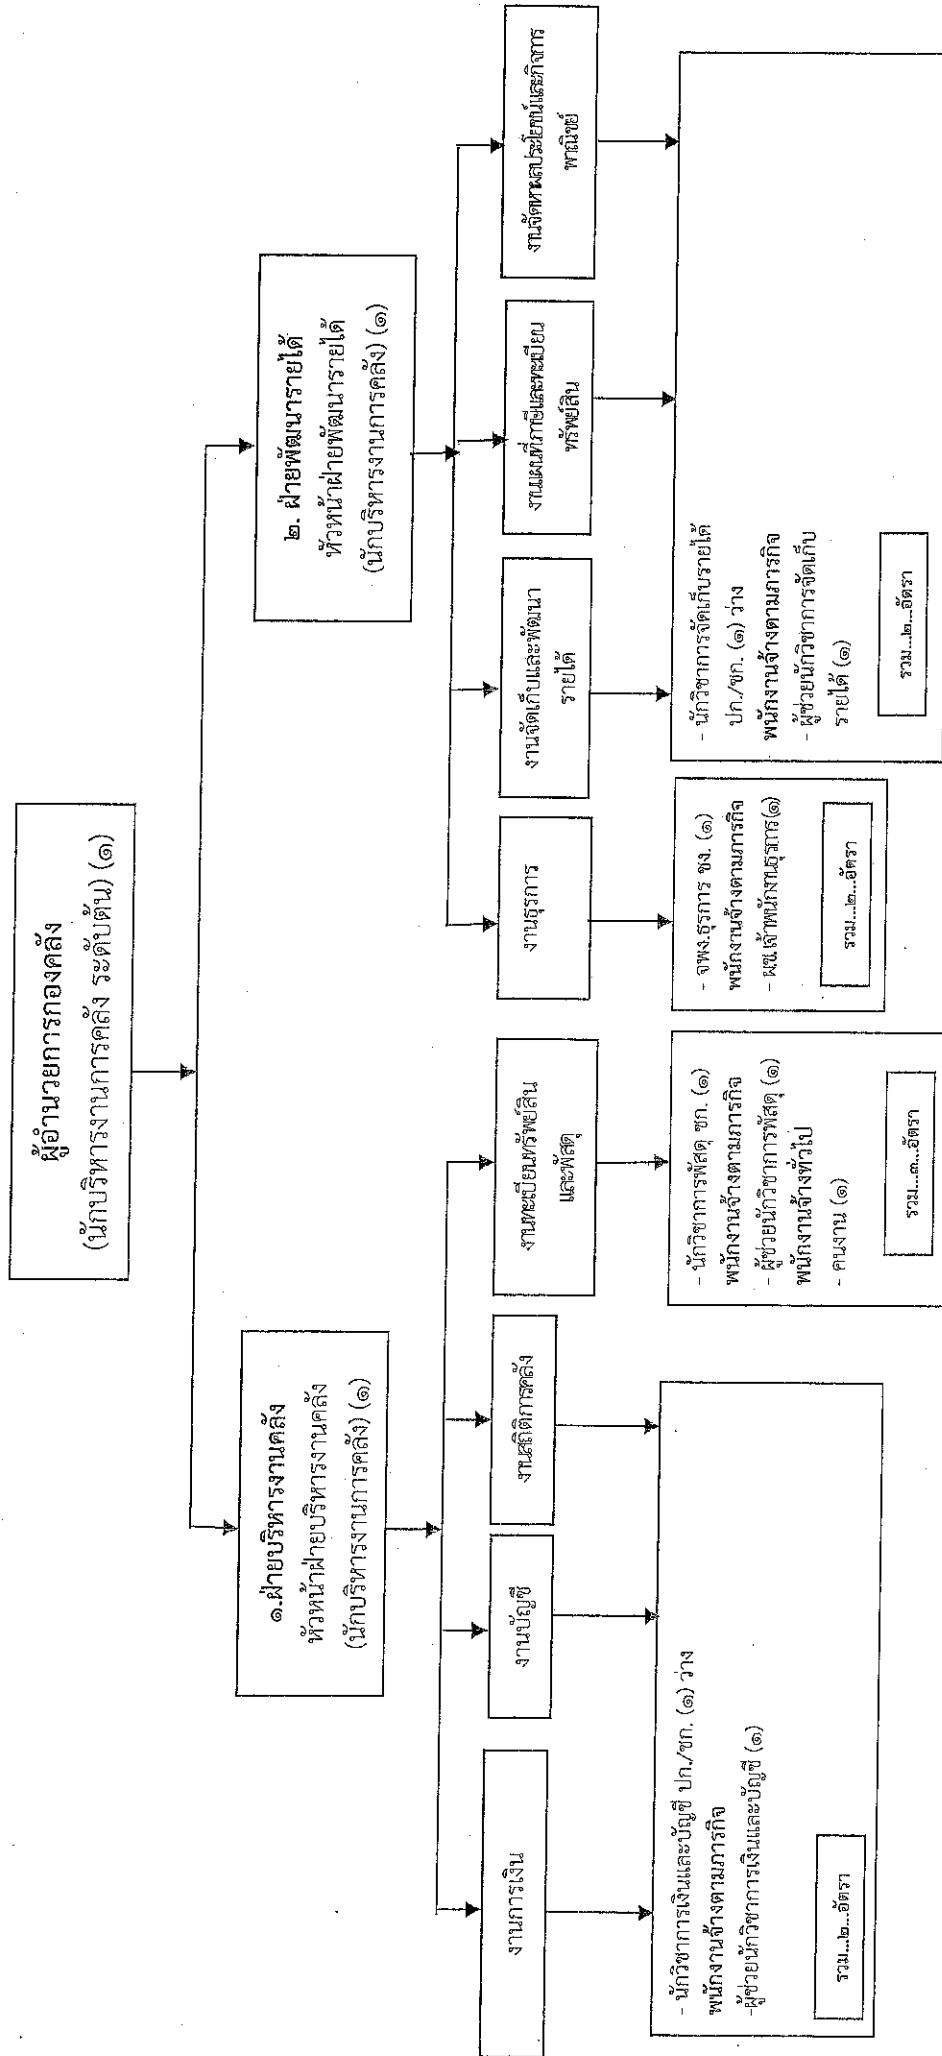 ผู้อำนวยการกองคลัง
(นักบริหารงานการคลัง ระดับต้น) (๑)
๑.ฝ่ายบริหารงานคลัง
หัวหน้าฝ่ายบริหารงานคลัง
(นักบริหารงานการคลัง) (๑)
๒. ฝ่ายพัฒนารายได้
หัวหน้าฝ่ายพัฒนารายได้
(นักบริหารงานการคลัง) (๑)
งานการเงิน
งานบัญชี
งานสถิติการคลัง
งานทะเบียนทรัพย์สิน
และพัสดุ
งานธุรการ
งานจัดเก็บและพัฒนา
รายได้
งานแผนที่ภาษีและทะเบียน
ทรัพย์สิน
งานจัดหาผลประโยชน์และกิจการ
พาณิชย์
- นักวิชาการเงินและบัญชี ปก./ชก. (๑) ว่าง
พนักงานจ้างตามภารกิจ
-ผู้ช่วยนักวิชาการเงินและบัญชี (๑)
รวม...๒...อัตรา
- นักวิชาการพัสดุ ชก. (๑)
พนักงานจ้างตามภารกิจ
- ผู้ช่วยนักวิชาการพัสดุ (๑)
พนักงานจ้างทั่วไป
- คนงาน (๑)
รวม...๓...อัตรา
- จพง.ธุรการ ชง. (๑)
พนักงานจ้างตามภารกิจ
- ผช.เจ้าพนักงานธุรการ(๑)
รวม...๒...อัตรา
- นักวิชาการจัดเก็บรายได้
ปก./ชก. (๑) ว่าง
พนักงานจ้างตามภารกิจ
- ผู้ช่วยนักวิชาการจัดเก็บ
รายได้ (๑)
รวม...๒...อัตรา